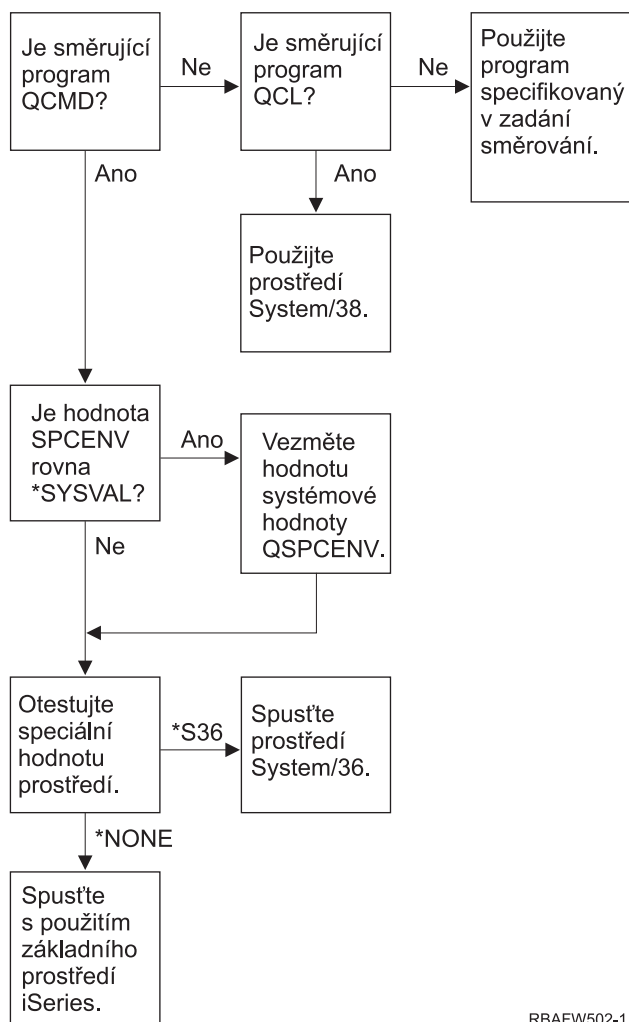 Je směrující
program
QCMD?
Ne
Je směrující
program
QCL?
Ne
Použijte
program
specifikovaný
v zadání
směrování.
Ano
Ano
Použijte
prostředí
System/38.
Je hodnota
SPCENV
rovna
*SYSVAL?
Ano
Vezměte
hodnotu
systémové
hodnoty
QSPCENV.
Ne
Otestujte
speciální
hodnotu
prostředí.
*S36
Spusťte
prostředí
System/36.
*NONE
Spusťte
s použitím
základního
prostředí
iSeries.
RBAFW502-1